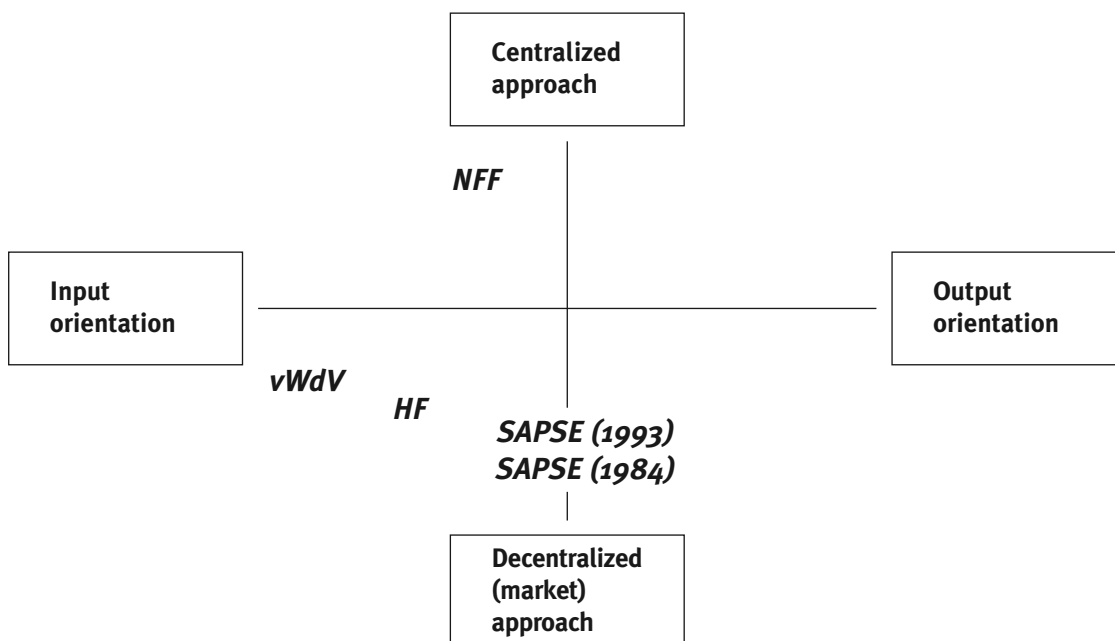 Centralized
approach
NFF
Input
orientation
Output
orientation
vWdV
HF
SAPSE (1993)
SAPSE (1984)
Decentralized
(market)
approach